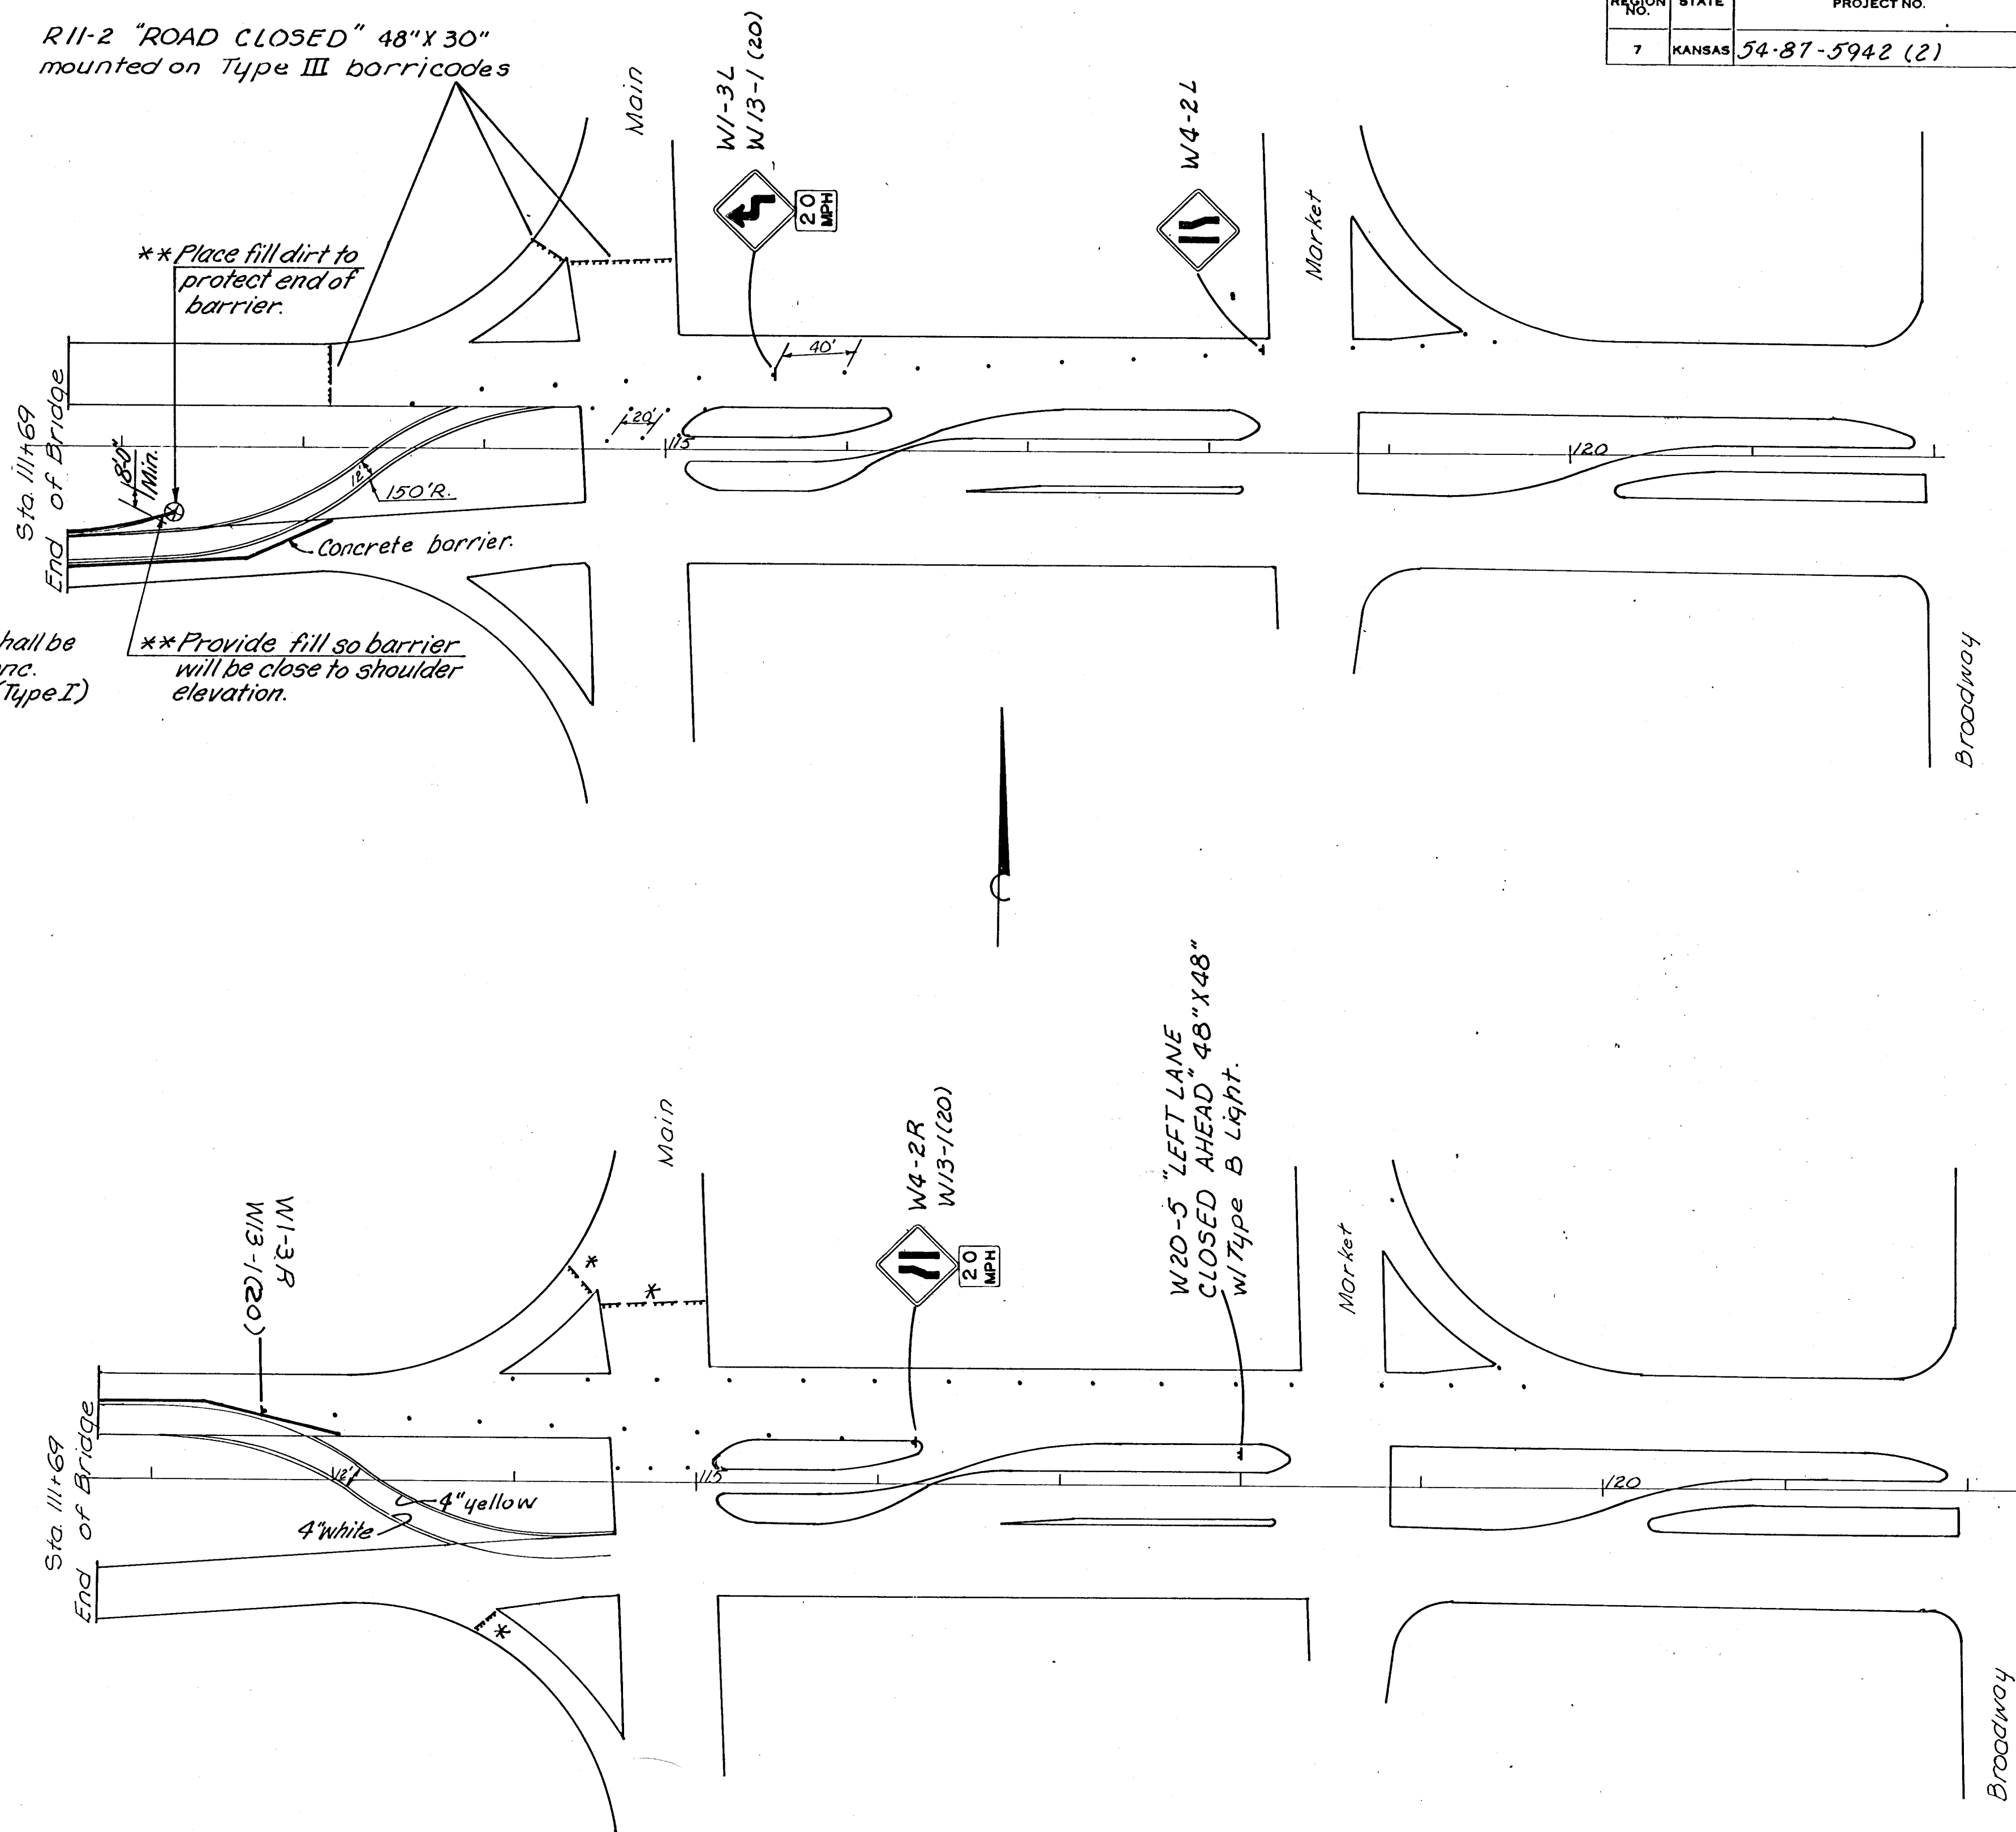 REGION NO.
STATE
PROJECT NO.
7
KANSAS
54-87-5942 (2)
R11-2 "ROAD CLOSED" 48"X30"
mounted on Type III barricades
Main
W1-3L
W13-1 (20)
20
MPH
W4-2L
Market
**Place fill dirt to
protect end of
barrier.
40'
20'
Sta. 111+69
End of Bridge
8'-0"
Min.
12'
150'R.
115
120
Concrete barrier.
hall be
nc.
(Type I)
**Provide fill so barrier
will be close to shoulder
elevation.
Broadway
Main
W4-2R
W13-1(20)
20
MPH
W20-5 "LEFT LANE
CLOSED AHEAD" 48"X48"
w/Type B Light.
Market
W1-3R
W13-1(20)
*
*
Sta. 111+69
End of Bridge
12'
4" yellow
4" white
115
120
*
Broadway